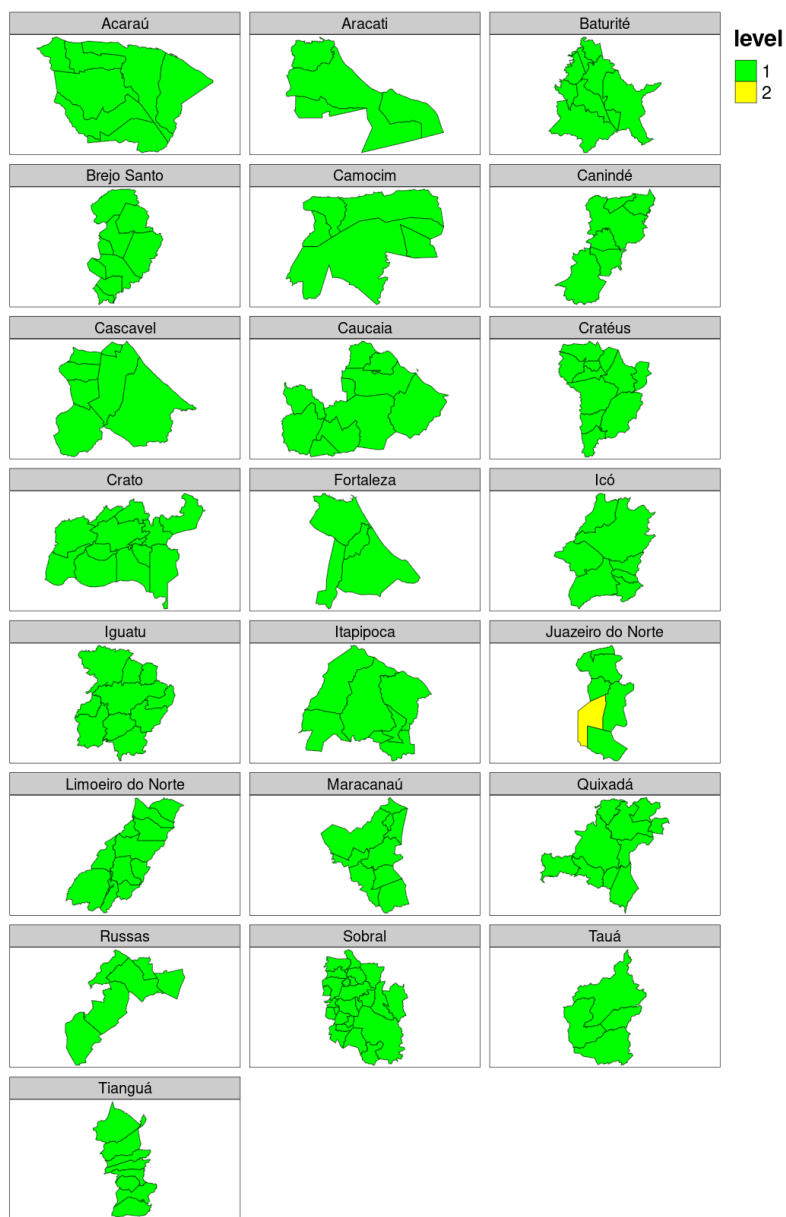 Acaraú
Aracati
Baturité
level
1
2
Brejo Santo
Camocim
Canindé
Cascavel
Caucaia
Cratéus
Crato
Fortaleza
Icó
Iguatu
Itapipoca
Juazeiro do Norte
Limoeiro do Norte
Maracanaú
Quixadá
Russas
Sobral
Tauá
Tianguá